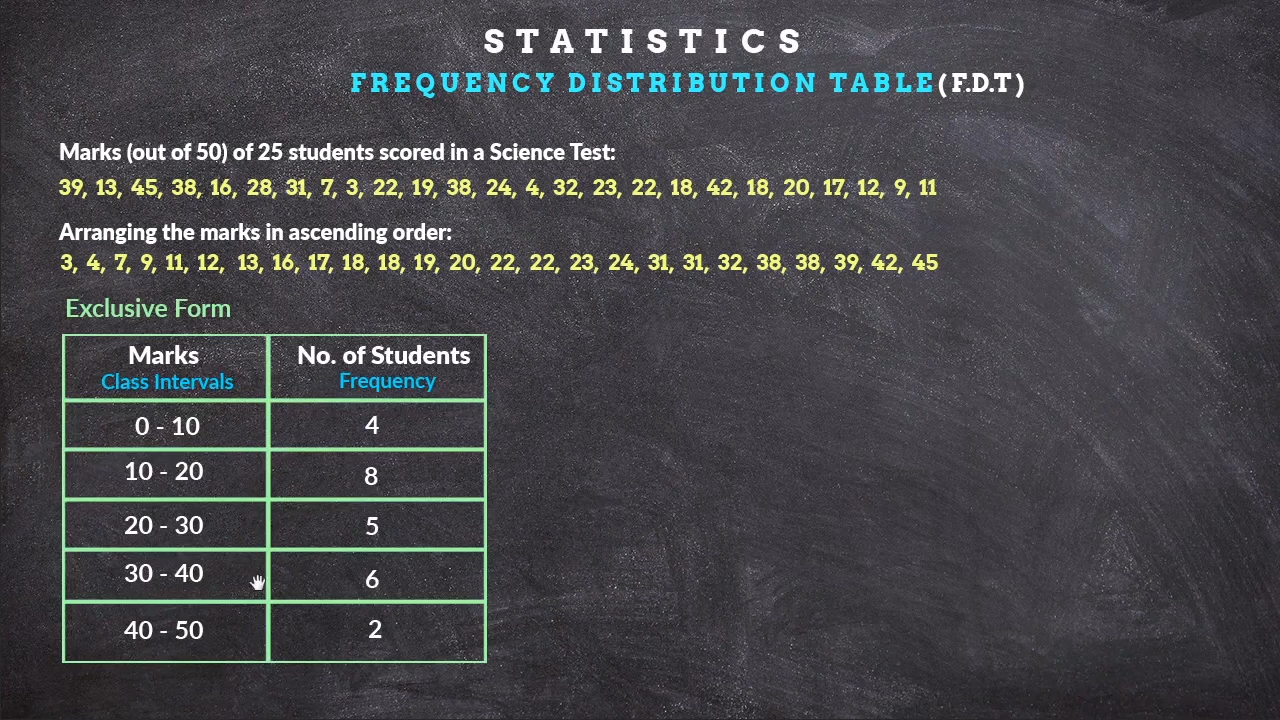 STATISTICS
FREQUENCY DISTRIBUTION TABLE(F.D.T)
Marks (out of 50) of 25 students scored in a Science Test:
39, 13, 45, 38, 16, 28, 31, 7, 3, 22, 19, 38, 24, 4, 32, 23, 22, 18, 42, 18, 20, 17, 12, 9, 11
Arranging the marks in ascending order:
3, 4, 7, 9, 11, 12, 13, 16, 17, 18, 18, 19, 20, 22, 22, 23, 24, 31, 31, 32, 38, 38, 39, 42, 45
Exclusive Form
Marks No. of Students
Class Intervals Frequency
0 - 10 4
10 - 20 8
20 - 30 5
30 - 40 6
40 - 50 2